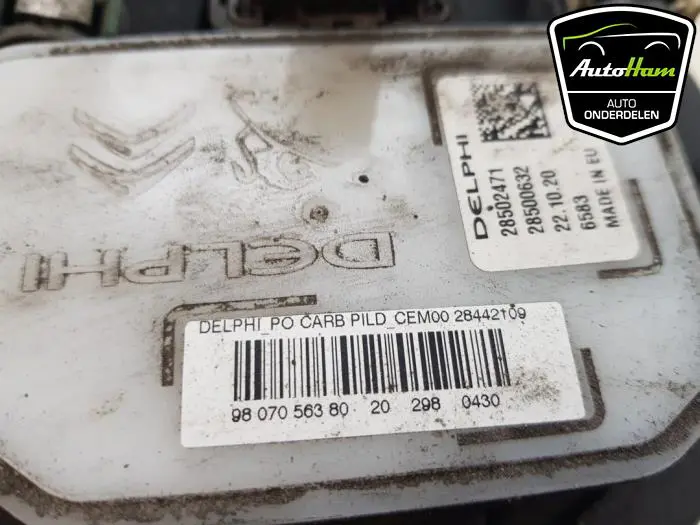 AutoHam
AUTO
ONDERDELEN
DELPHI
28502471
28500632
22.10.20
6583
MADE IN EU
DELPHI
DELPHI_PO CARB PILD_CEM00 28442109
98 070 563 80 20 298 0430